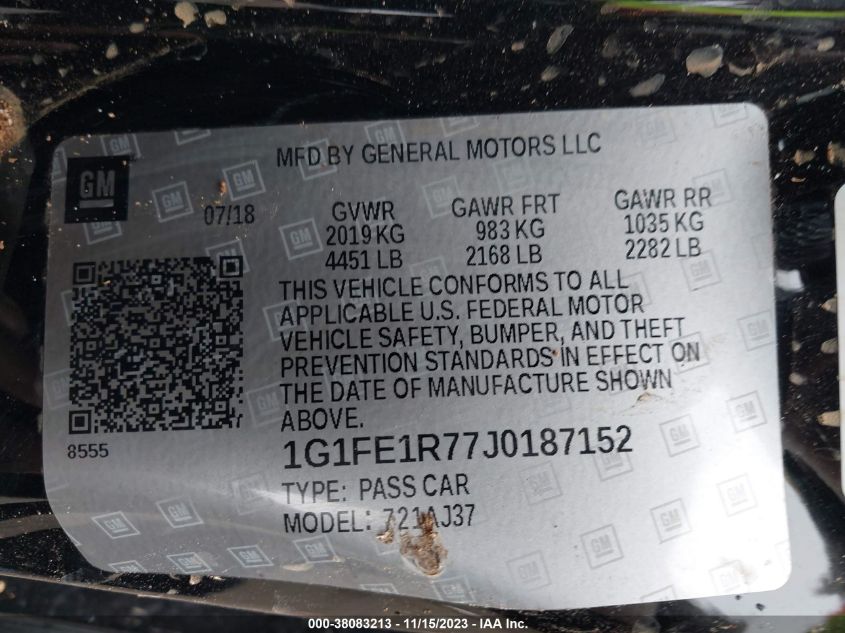 MFD BY GENERAL MOTORS LLC
GM
07/18
GVWR GAWR FRT GAWR RR
2019 KG 983 KG 1035 KG
4451 LB 2168 LB 2282 LB
THIS VEHICLE CONFORMS TO ALL
APPLICABLE U.S. FEDERAL MOTOR
VEHICLE SAFETY, BUMPER, AND THEFT
PREVENTION STANDARDS IN EFFECT ON
THE DATE OF MANUFACTURE SHOWN
ABOVE.
8555
1G1FE1R77J0187152
TYPE: PASS CAR
MODEL: 721AJ37
000-38083213 - 11/15/2023 - IAA Inc.